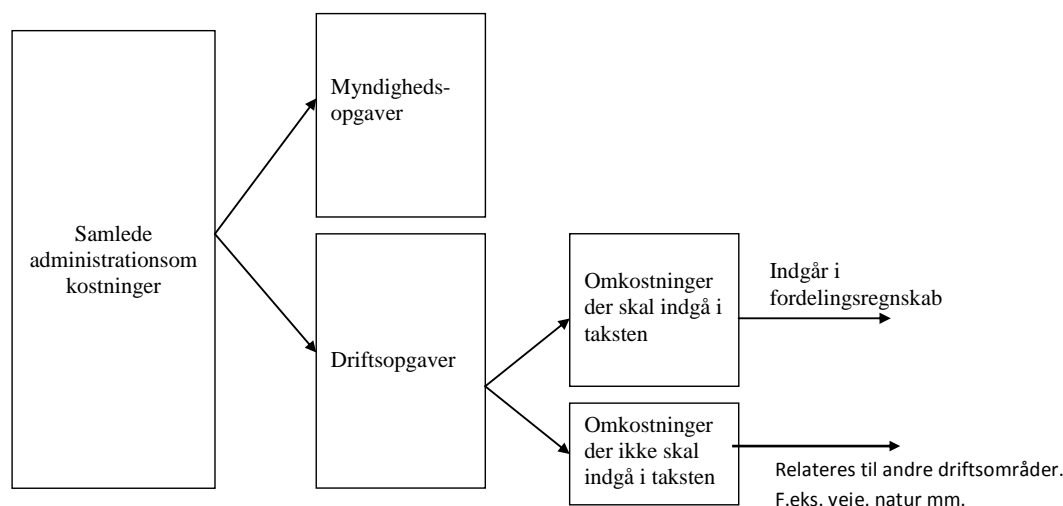 Myndigheds-
opgaver
Samlede
administrationsom
kostninger
Driftsopgaver
Omkostninger
der skal indgå i
taksten
Indgår i
fordelingsregnskab
Omkostninger
der ikke skal
indgå i taksten
Relateres til andre driftsområder.
F.eks. veje. natur mm.